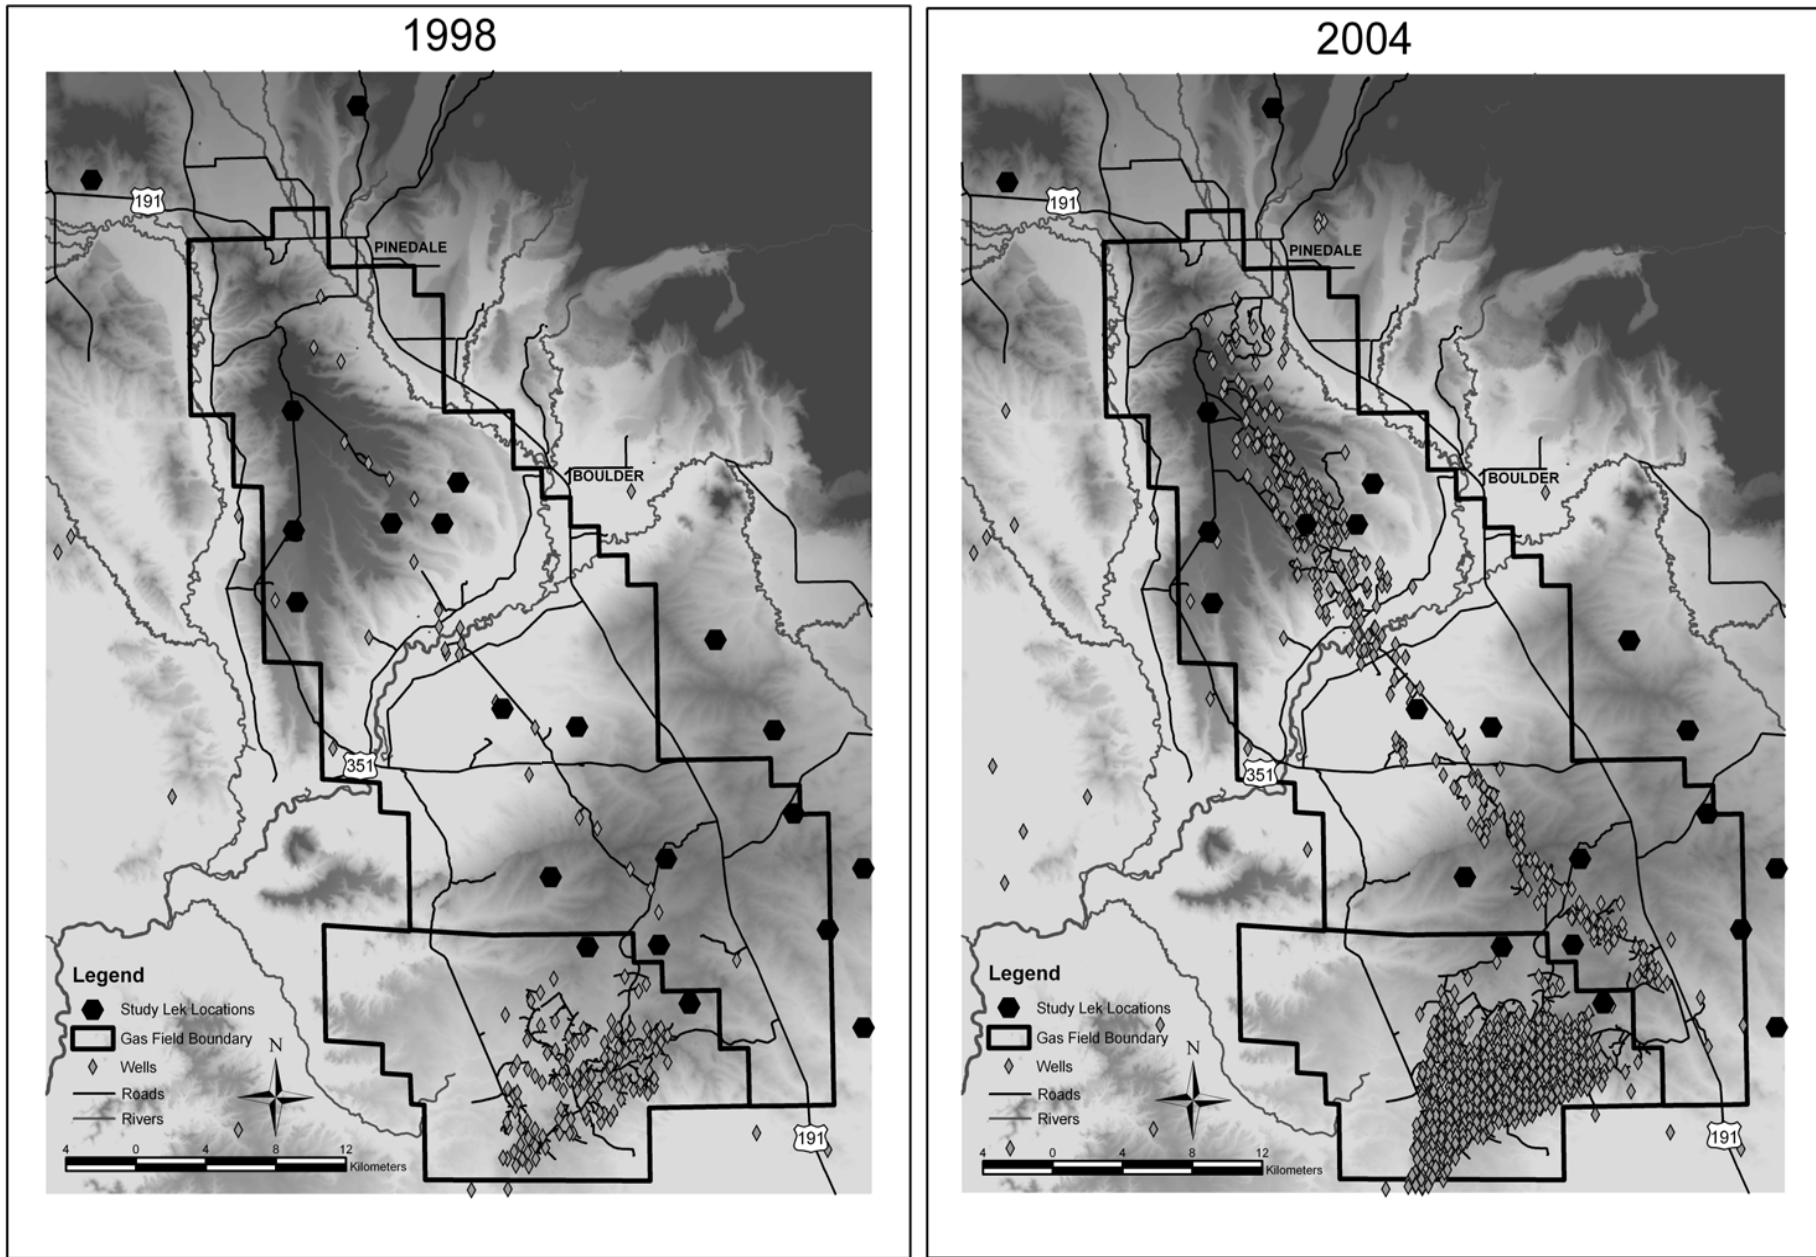 1998
191
PINEDALE
BOULDER
351
Legend
Study Lek Locations
Gas Field Boundary
Wells
Roads
Rivers
N
4 0 4 8 12
Kilometers
191
2004
191
PINEDALE
BOULDER
351
Legend
Study Lek Locations
Gas Field Boundary
Wells
Roads
Rivers
N
4 0 4 8 12
Kilometers
191